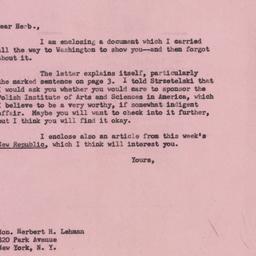 ear Herb.,
I am enclosing a document which I carried
all the way to Washington to show you--and then forgot
about it.
The letter explains itself, particularly
the marked sentence on page 3. I told Strzetelski that
I would ask you whether you would care to sponsor the
Polish Institute of Arts and Sciences in America, which
I believe to be a very worthy, if somewhat indigent
affair. Maybe you will want to check into it further,
but I think you will find it okay.
I enclose also an article from this week's
New Republic, which I think will interest you.
Yours,
Hon. Herbert H. Lehman
820 Park Avenue
New York, N. Y.